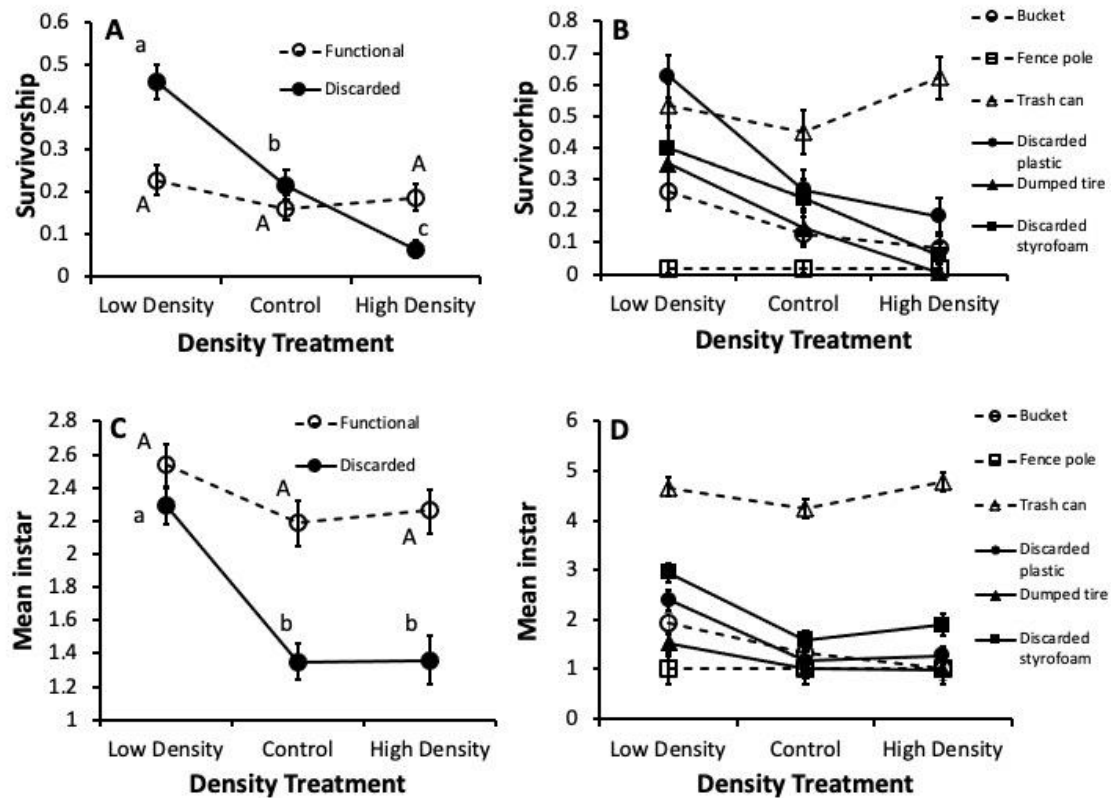 A
Survivorship
0.6
0.5
0.4
0.3
0.2
0.1
0
a
b
c
A
A
A
Functional
Discarded
Low Density
Control
High Density
Density Treatment
B
Survivorhip
0.8
0.7
0.6
0.5
0.4
0.3
0.2
0.1
0
Low Density
Control
High Density
Density Treatment
Bucket
Fence pole
Trash can
Discarded
plastic
Dumped tire
Discarded
styrofoam
C
Mean instar
2.8
2.6
2.4
2.2
2
1.8
1.6
1.4
1.2
1
A
a
A
b
A
b
Functional
Discarded
Low Density
Control
High Density
Density Treatment
D
Mean instar
6
5
4
3
2
1
0
Low Density
Control
High Density
Density Treatment
Bucket
Fence pole
Trash can
Discarded
plastic
Dumped tire
Discarded
styrofoam